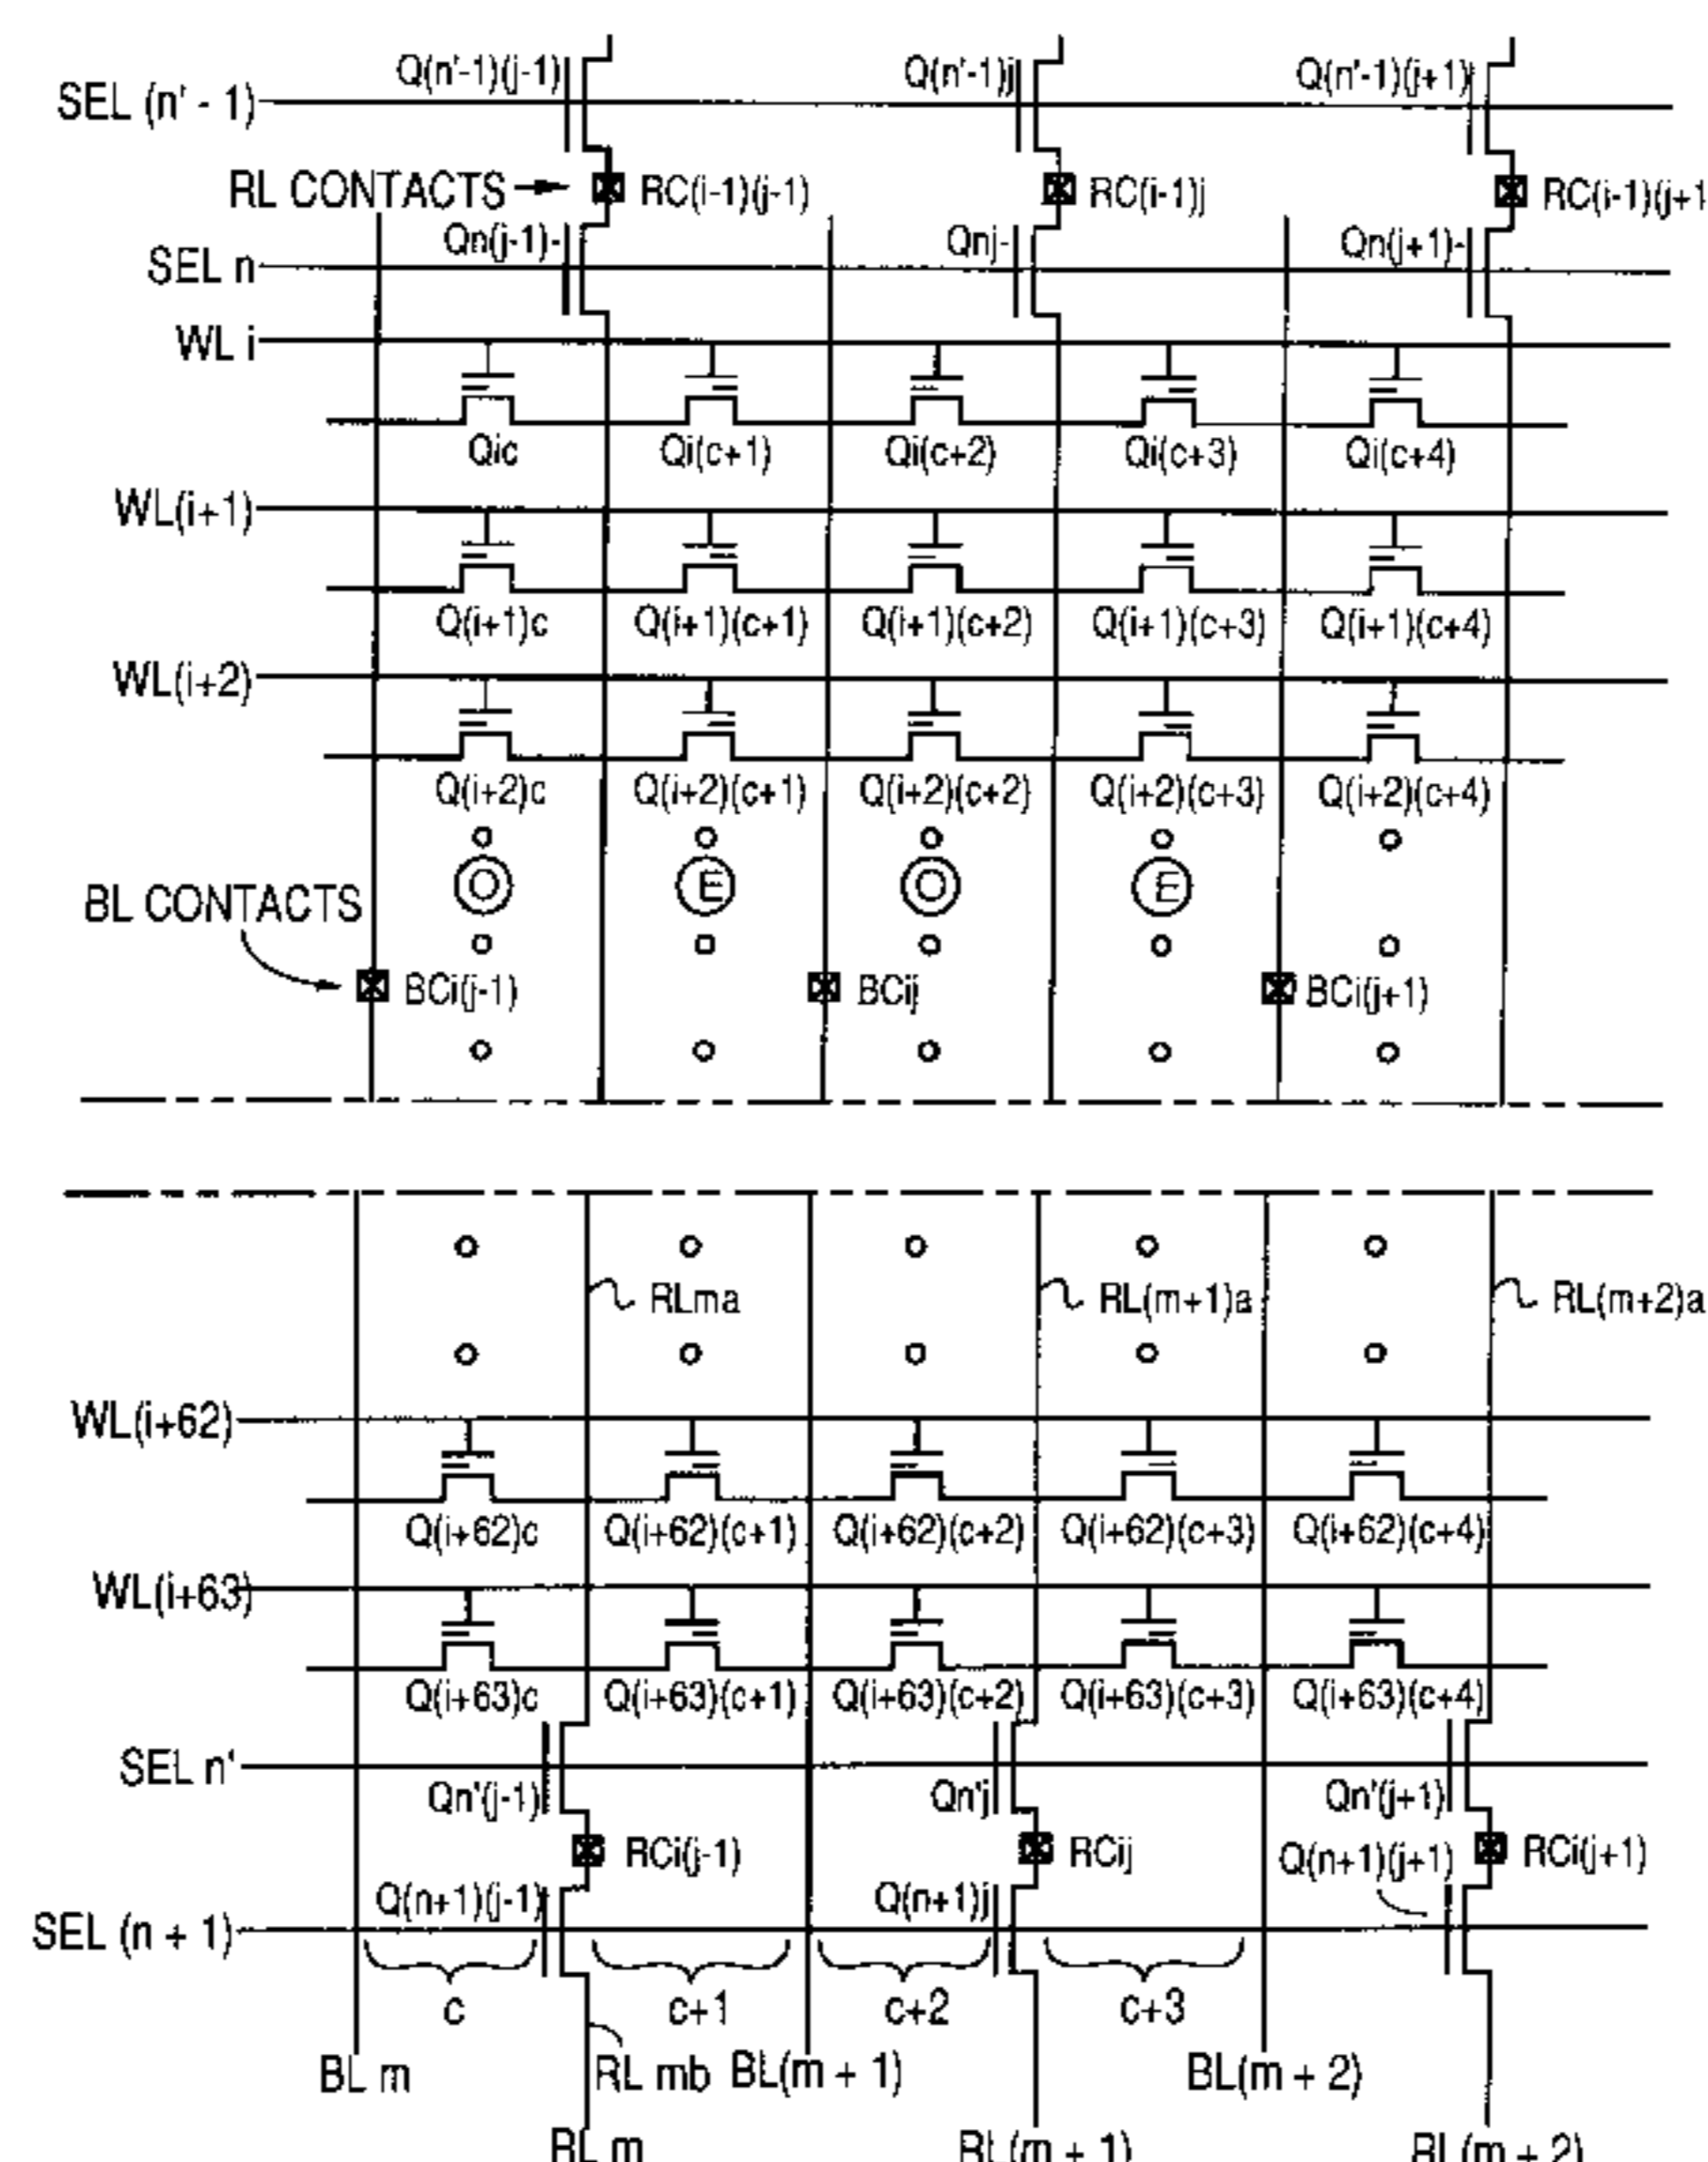 Q(n'-1)(j-1) Q(n'-1)j Q(n'-1)(j+1)
SEL (n' - 1)
RL CONTACTS RC(i-1)(j-1) RC(i-1)j RC(i-1)(j+1
Qn(j-1) Qnj Qn(j+1)
SEL n
WL i
Qic Qi(c+1) Qi(c+2) Qi(c+3) Qi(c+4)
WL(i+1)
Q(i+1)c Q(i+1)(c+1) Q(i+1)(c+2) Q(i+1)(c+3) Q(i+1)(c+4)
WL(i+2)
Q(i+2)c Q(i+2)(c+1) Q(i+2)(c+2) Q(i+2)(c+3) Q(i+2)(c+4)
O E O E
BL CONTACTS
BCi(j-1) BCij BCi(j+1)
RLma RL(m+1)a RL(m+2)a
WL(i+62)
Q(i+62)c Q(i+62)(c+1) Q(i+62)(c+2) Q(i+62)(c+3) Q(i+62)(c+4)
WL(i+63)
Q(i+63)c Q(i+63)(c+1) Q(i+63)(c+2) Q(i+63)(c+3) Q(i+63)(c+4)
SEL n'
Qn'(j-1) Qn'j Qn'(j+1)
RCi(j-1) RCij RCi(j+1)
Q(n+1)(j-1) Q(n+1)j Q(n+1)(j+1)
SEL (n + 1)
c c+1 c+2 c+3
BL m RL mb BL(m + 1) BL(m + 2)
RL m RL(m + 1) RL(m + 2)